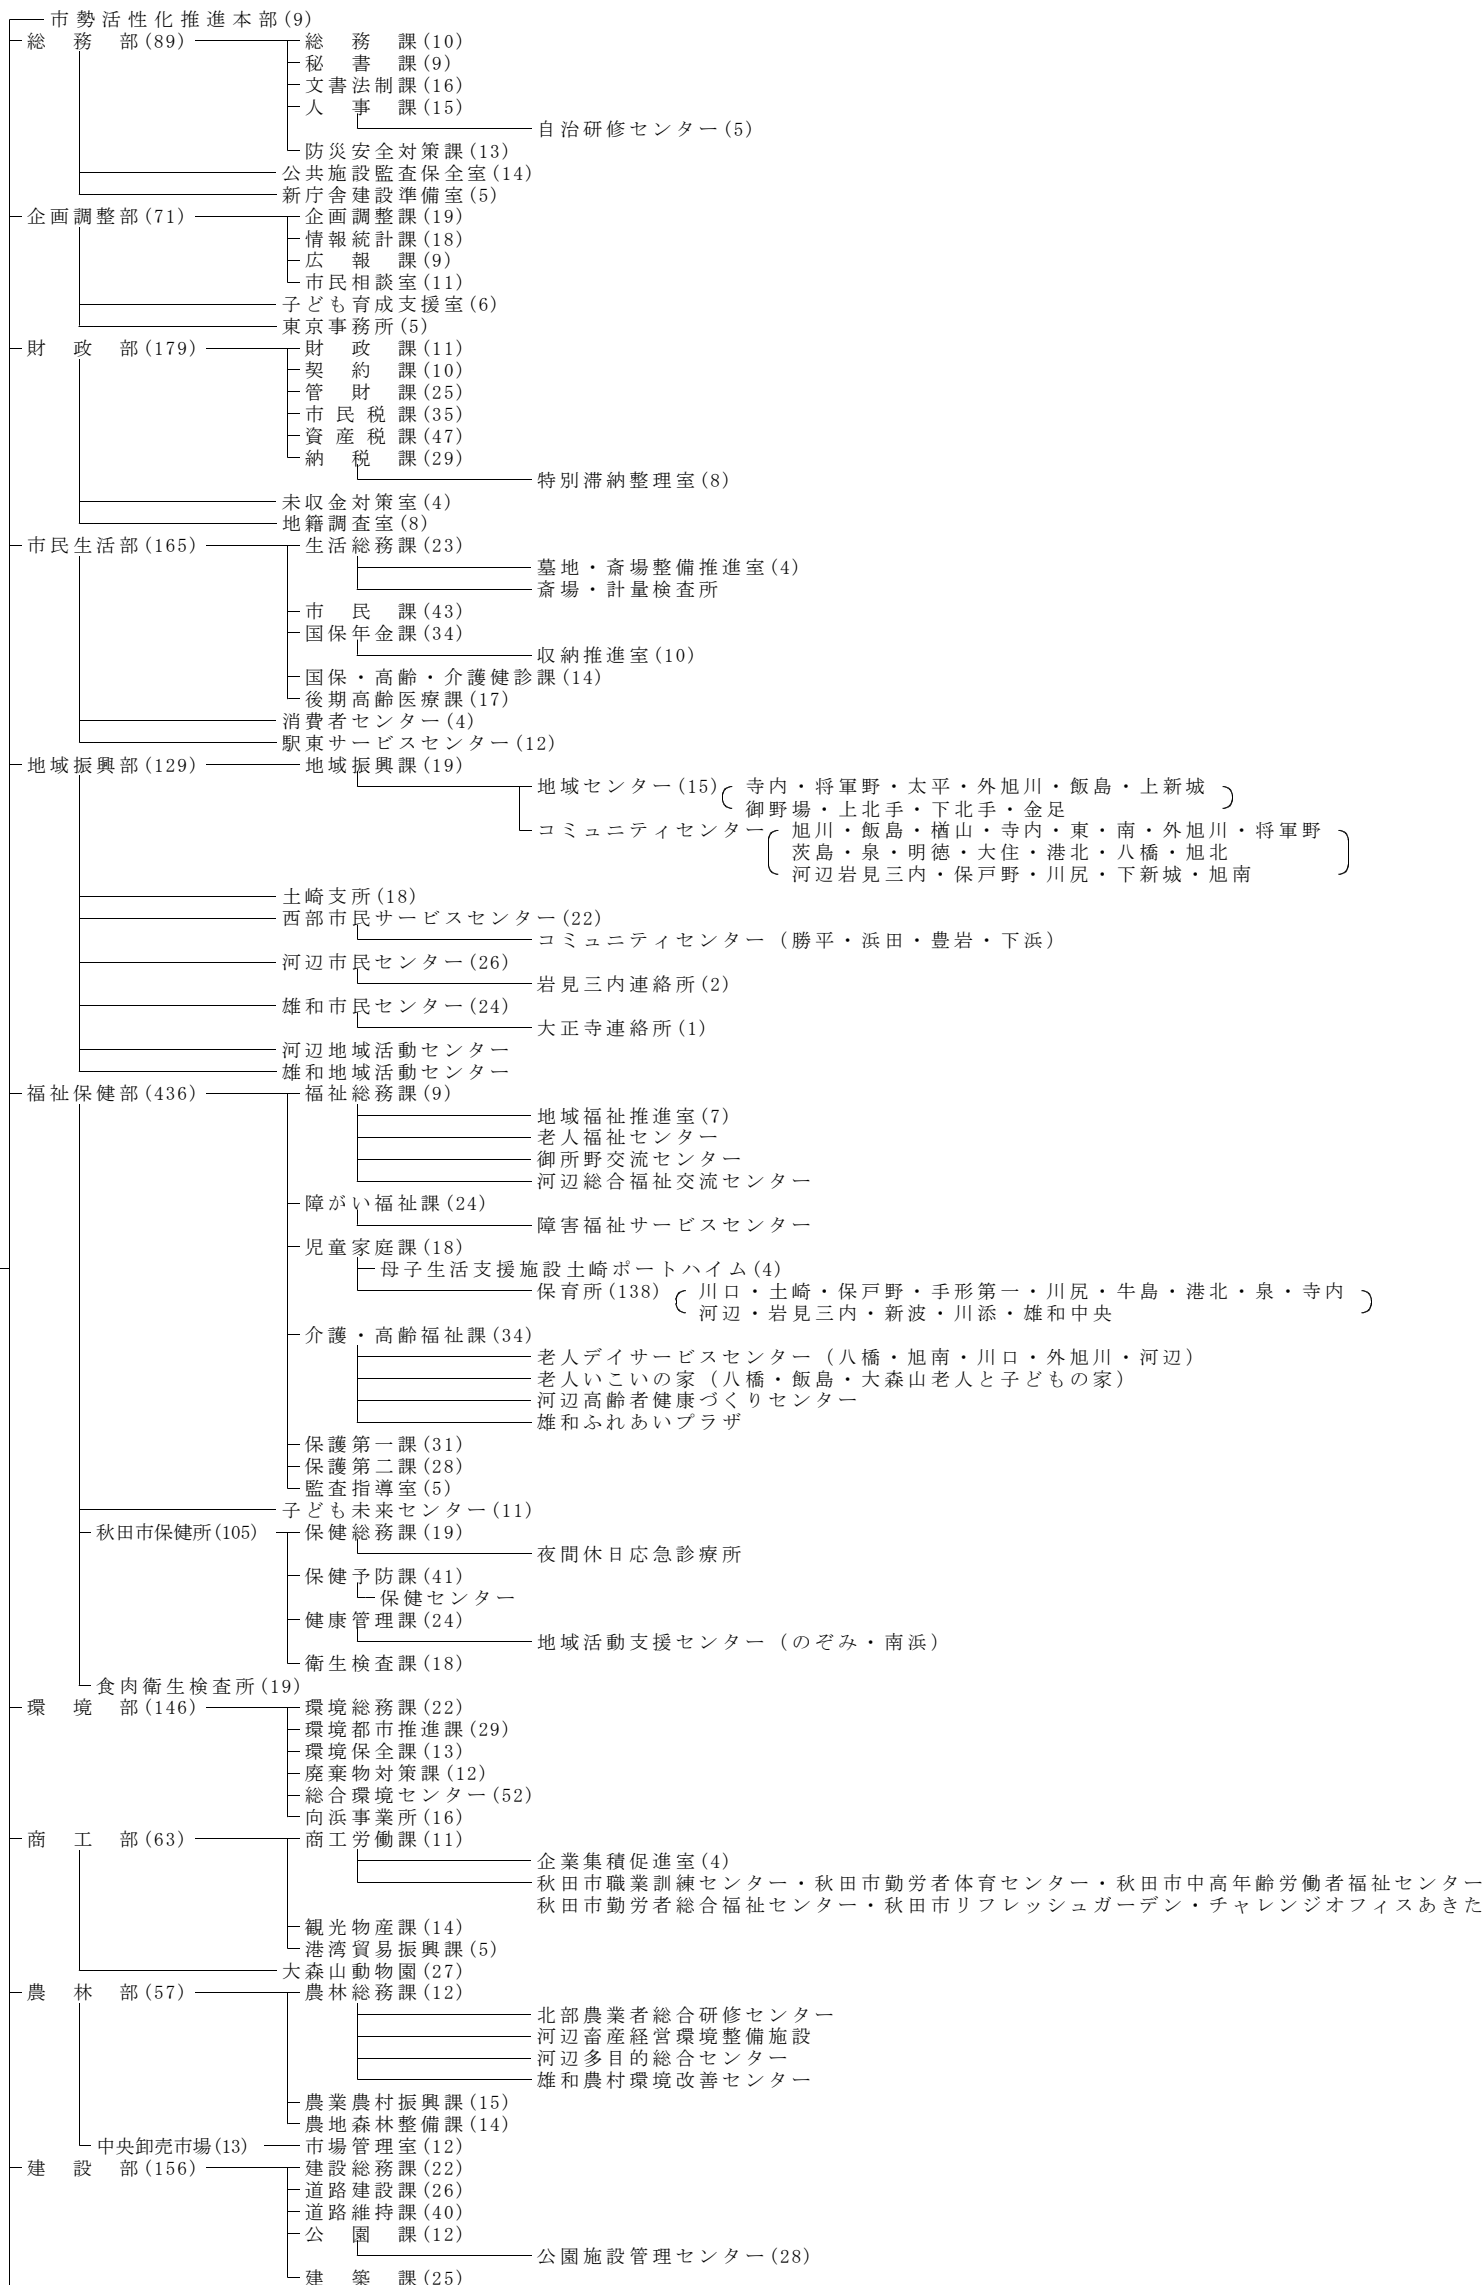 市勢活性化推進本部(9)
総務部(89)
総務課(10)
秘書課(9)
文書法制課(16)
人事課(15)
自治研修センター(5)
防災安全対策課(13)
公共施設監査保全室(14)
新庁舎建設準備室(5)
企画調整部(71)
企画調整課(19)
情報統計課(18)
広報課(9)
市民相談室(11)
子ども育成支援室(6)
東京事務所(5)
財政部(179)
財政課(11)
契約課(10)
管財課(25)
市民税課(35)
資産税課(47)
納税課(29)
特別滞納整理室(8)
未収金対策室(4)
地籍調査室(8)
市民生活部(165)
生活総務課(23)
墓地・斎場整備推進室(4)
斎場・計量検査所
市民課(43)
国保年金課(34)
収納推進室(10)
国保・高齢・介護健診課(14)
後期高齢医療課(17)
消費者センター(4)
駅東サービスセンター(12)
地域振興部(129)
地域振興課(19)
地域センター(15)
寺内・将軍野・太平・外旭川・飯島・上新城
御野場・上北手・下北手・金足
コミュニティセンター
旭川・飯島・楢山・寺内・東・南・外旭川・将軍野
茨島・泉・明徳・大住・港北・八橋・旭北
河辺岩見三内・保戸野・川尻・下新城・旭南
土崎支所(18)
西部市民サービスセンター(22)
コミュニティセンター（勝平・浜田・豊岩・下浜）
河辺市民センター(26)
岩見三内連絡所(2)
雄和市民センター(24)
大正寺連絡所(1)
河辺地域活動センター
雄和地域活動センター
福祉保健部(436)
福祉総務課(9)
地域福祉推進室(7)
老人福祉センター
御所野交流センター
河辺総合福祉交流センター
障がい福祉課(24)
障害福祉サービスセンター
児童家庭課(18)
母子生活支援施設土崎ポートハイム(4)
保育所(138)
川口・土崎・保戸野・手形第一・川尻・牛島・港北・泉・寺内
河辺・岩見三内・新波・川添・雄和中央
介護・高齢福祉課(34)
老人デイサービスセンター（八橋・旭南・川口・外旭川・河辺）
老人いこいの家（八橋・飯島・大森山老人と子どもの家）
河辺高齢者健康づくりセンター
雄和ふれあいプラザ
保護第一課(31)
保護第二課(28)
監査指導室(5)
子ども未来センター(11)
秋田市保健所(105)
保健総務課(19)
夜間休日応急診療所
保健予防課(41)
保健センター
健康管理課(24)
地域活動支援センター（のぞみ・南浜）
衛生検査課(18)
食肉衛生検査所(19)
環境部(146)
環境総務課(22)
環境都市推進課(29)
環境保全課(13)
廃棄物対策課(12)
総合環境センター(52)
向浜事業所(16)
商工部(63)
商工労働課(11)
企業集積促進室(4)
秋田市職業訓練センター・秋田市勤労者体育センター・秋田市中高年齢労働者福祉センター
秋田市勤労者総合福祉センター・秋田市リフレッシュガーデン・チャレンジオフィスあきた
観光物産課(14)
港湾貿易振興課(5)
大森山動物園(27)
農林部(57)
農林総務課(12)
北部農業者総合研修センター
河辺畜産経営環境整備施設
河辺多目的総合センター
雄和農村環境改善センター
農業農村振興課(15)
農地森林整備課(14)
中央卸売市場(13)
市場管理室(12)
建設部(156)
建設総務課(22)
道路建設課(26)
道路維持課(40)
公園課(12)
公園施設管理センター(28)
建築課(25)